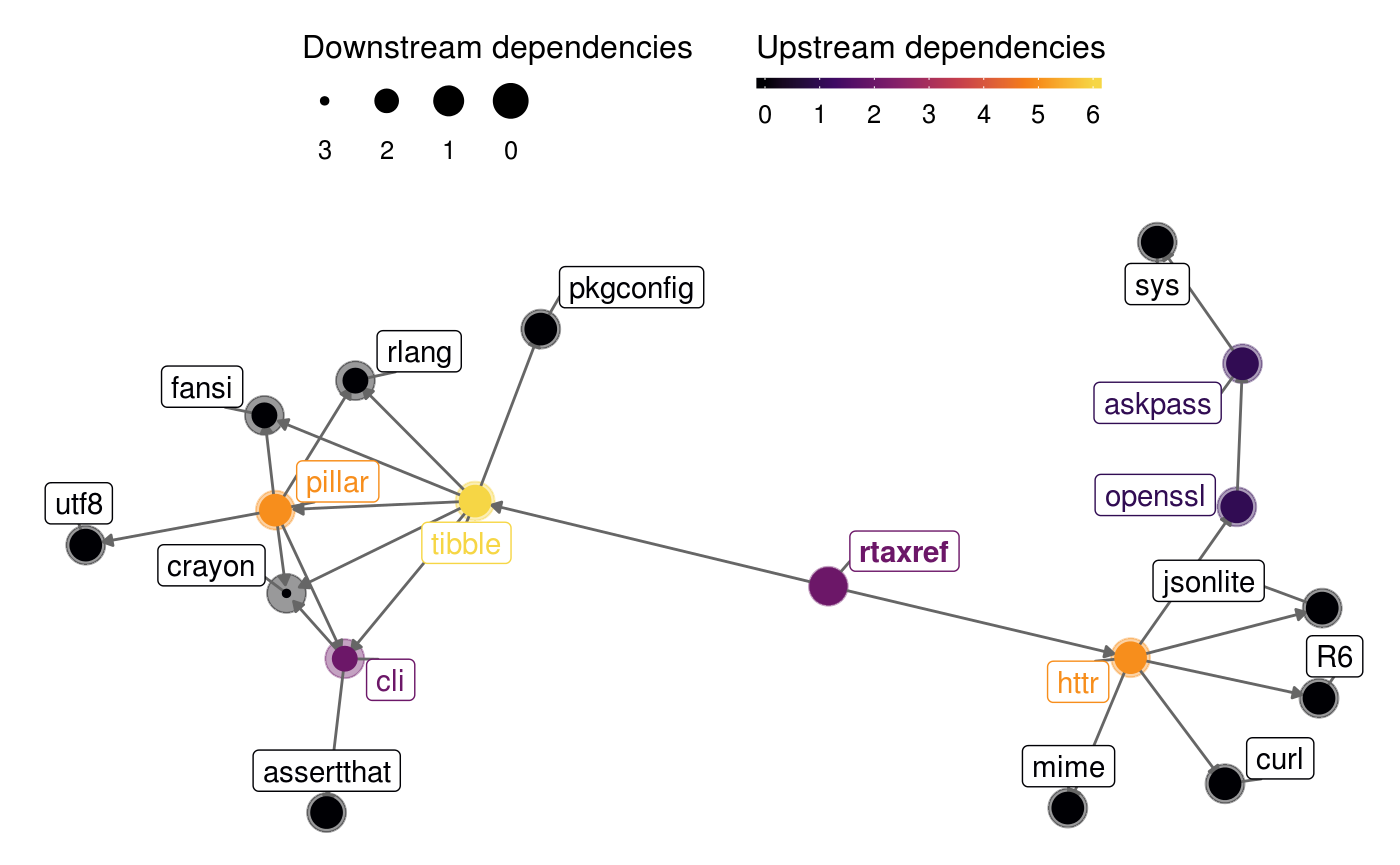 Downstream dependencies
3 2 1 0
Upstream dependencies
0 1 2 3 4 5 6
sys
pkgconfig
rlang
fansi
askpass
pillar
utf8
openssl
tibble
rtaxref
crayon
jsonlite
R6
cli
httr
curl
mime
assertthat